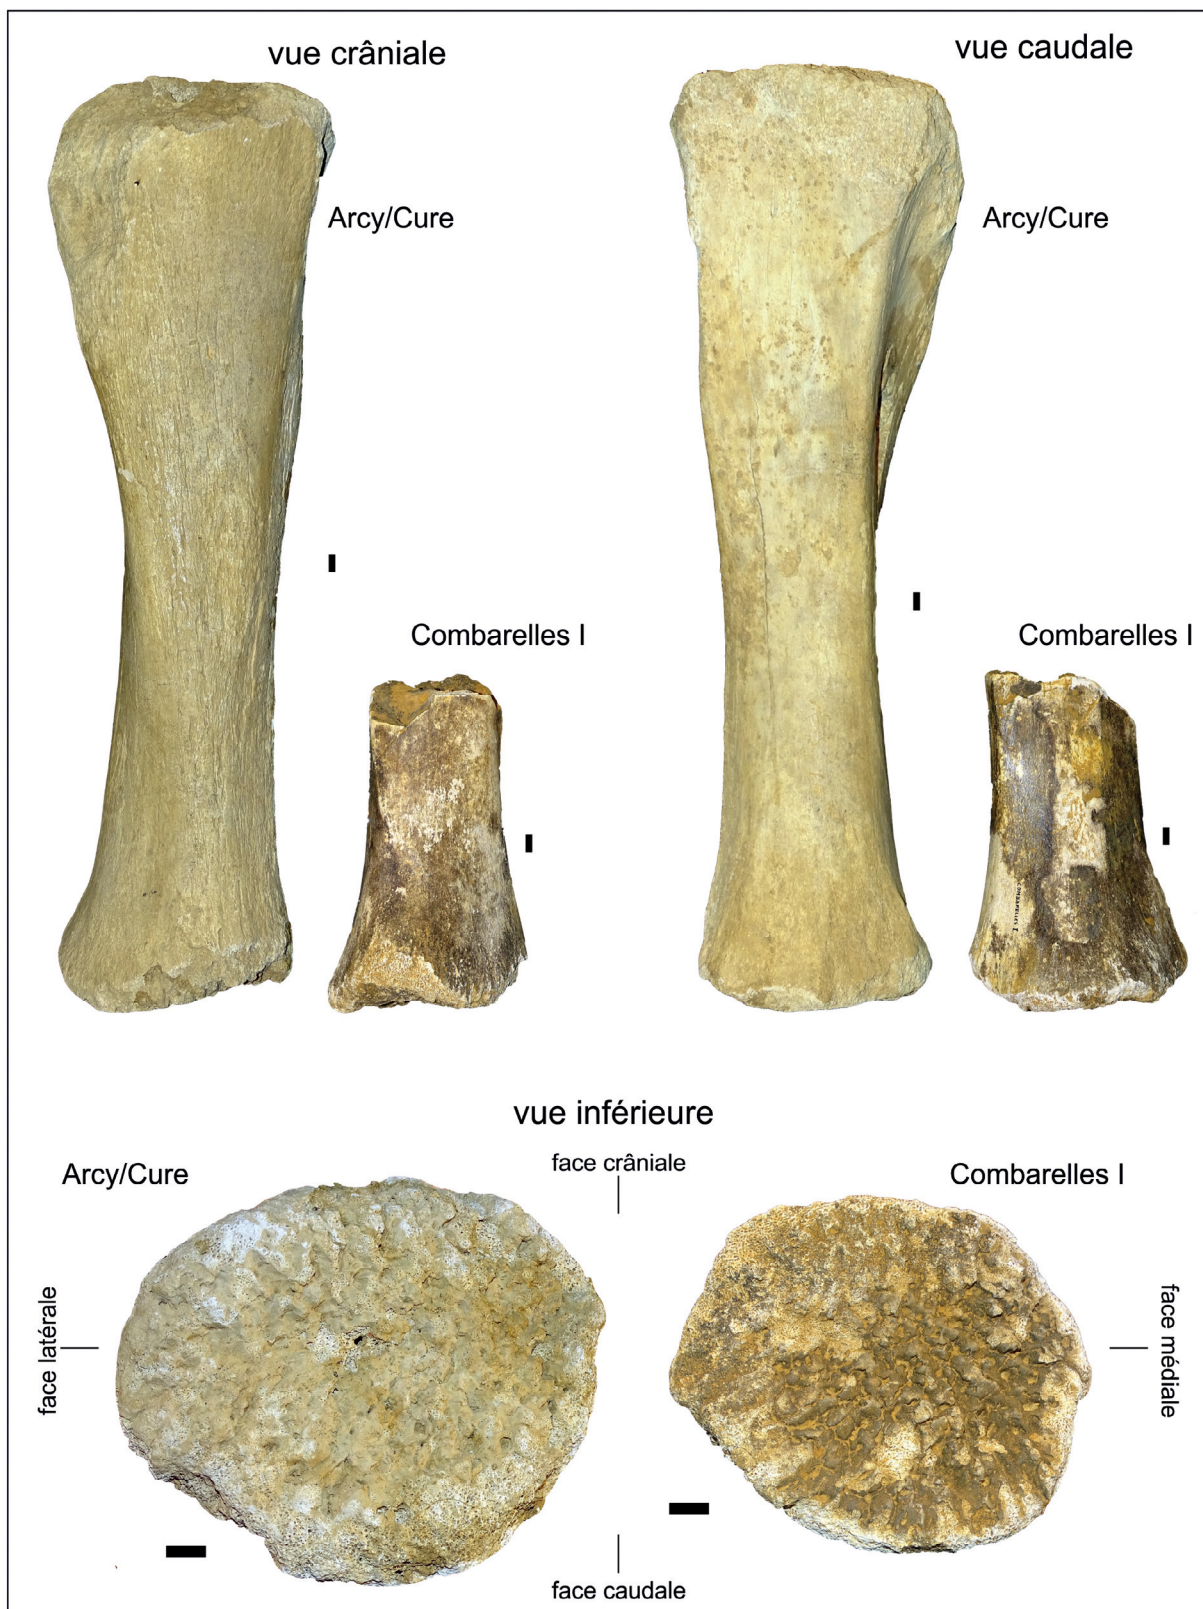 vue crâniale
vue caudale
Arcy/Cure
Arcy/Cure
Combarelles I
Combarelles I
COMBARELLES I
vue inférieure
Arcy/Cure
face crâniale
Combarelles I
face latérale
face médiale
face caudale